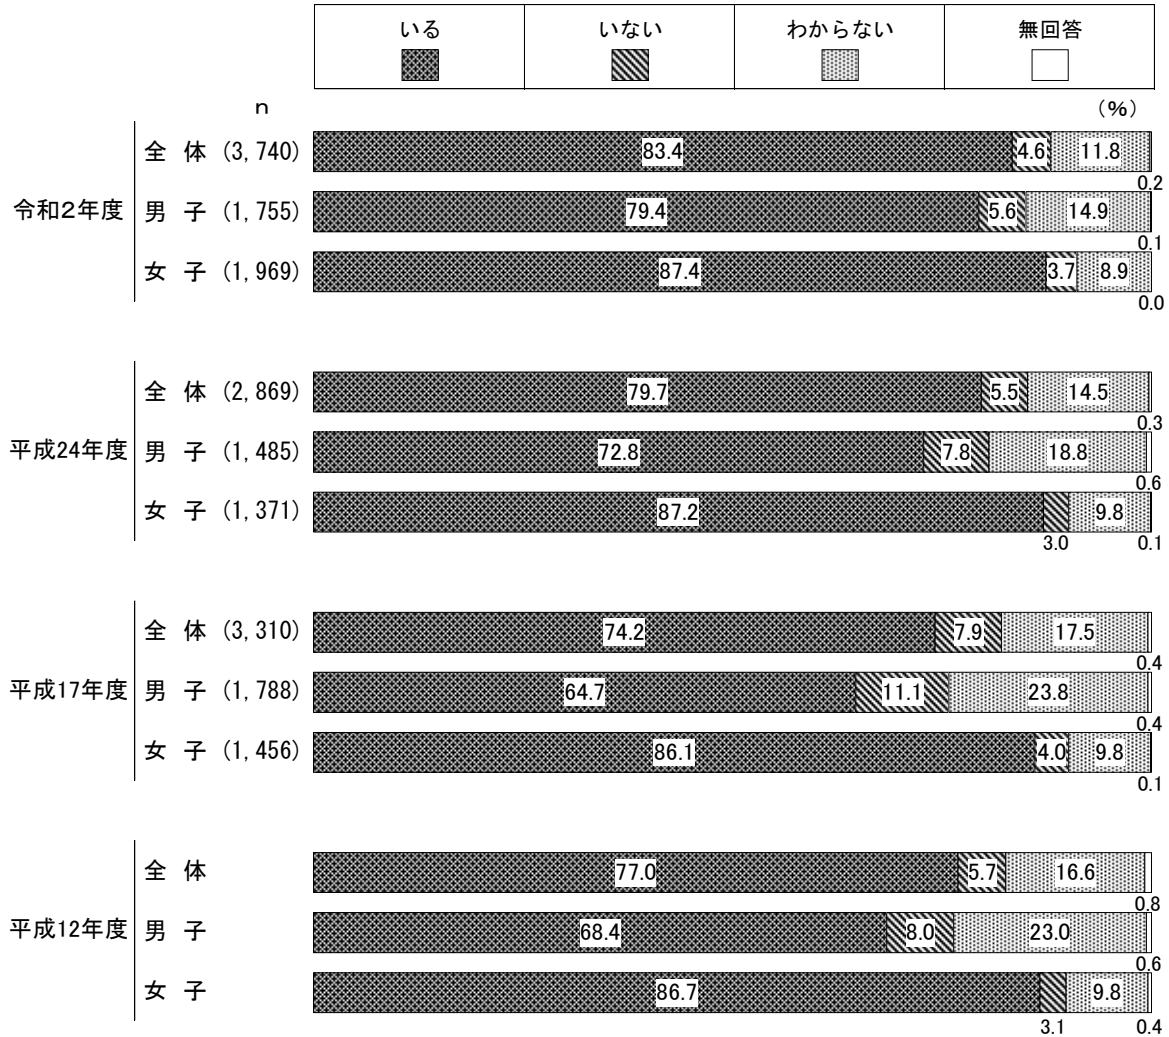 いる いない わからない 無回答
n (%)
全 体 (3,740) 83.4 4.6 11.8
0.2
令和2年度 男 子 (1,755) 79.4 5.6 14.9
0.1
女 子 (1,969) 87.4 3.7 8.9
0.0
全 体 (2,869) 79.7 5.5 14.5
0.3
平成24年度 男 子 (1,485) 72.8 7.8 18.8
0.6
女 子 (1,371) 87.2 9.8
3.0 0.1
全 体 (3,310) 74.2 7.9 17.5
0.4
平成17年度 男 子 (1,788) 64.7 11.1 23.8
0.4
女 子 (1,456) 86.1 4.0 9.8
0.1
全 体 77.0 5.7 16.6
0.8
平成12年度 男 子 68.4 8.0 23.0
0.6
女 子 86.7 9.8
3.1 0.4